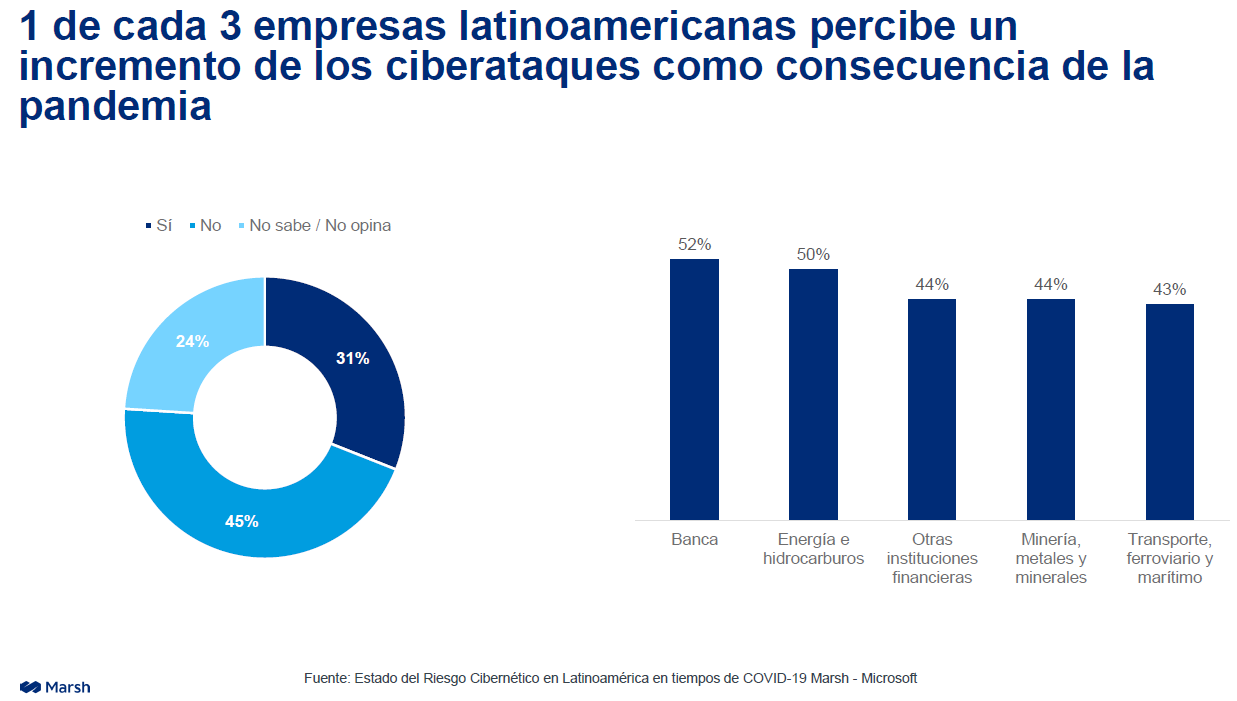 1 de cada 3 empresas latinoamericanas percibe un
incremento de los ciberataques como consecuencia de la
pandemia
Sí No No sabe / No opina
24%
31%
45%
52%
50%
44%
44%
43%
Banca
Energía e
hidrocarburos
Otras
instituciones
financieras
Minería,
metales y
minerales
Transporte,
ferroviario y
marítimo
Marsh
Fuente: Estado del Riesgo Cibernético en Latinoamérica en tiempos de COVID-19 Marsh - Microsoft